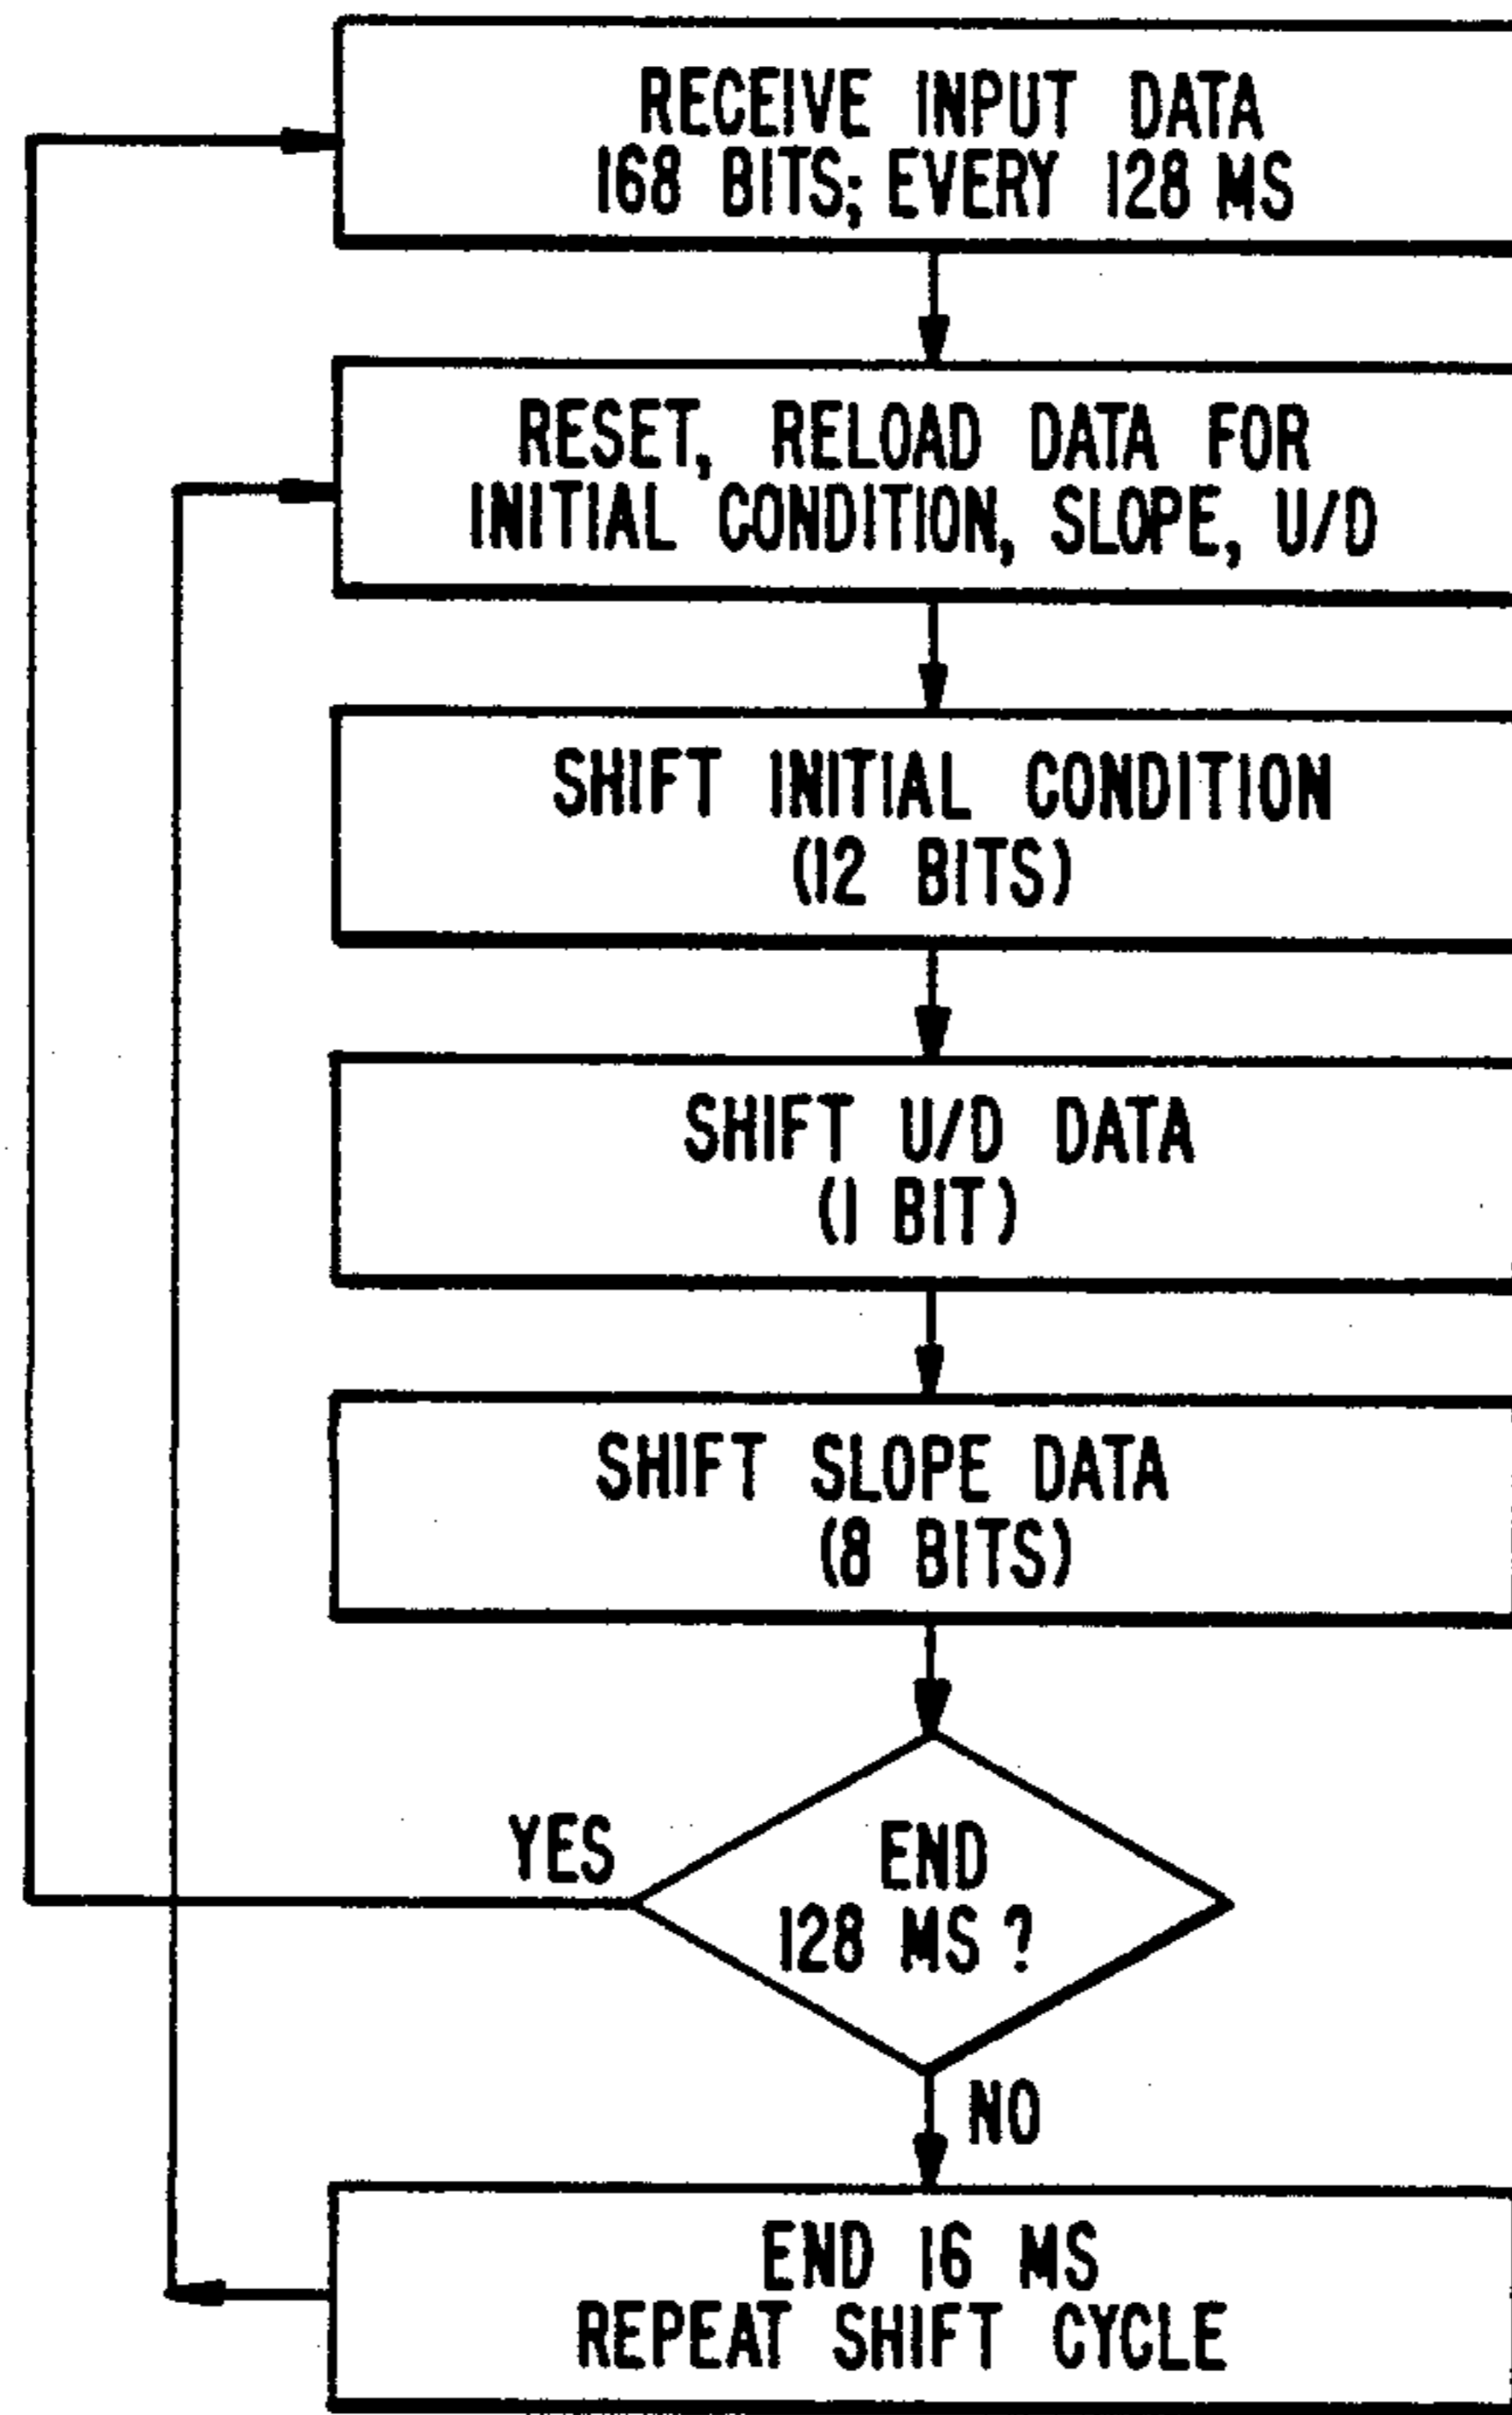 RECEIVE INPUT DATA
168 BITS; EVERY 128 MS
RESET, RELOAD DATA FOR
INITIAL CONDITION, SLOPE, U/D
SHIFT INITIAL CONDITION
(12 BITS)
SHIFT U/D DATA
(1 BIT)
SHIFT SLOPE DATA
(8 BITS)
YES
END
128 MS ?
NO
END 16 MS
REPEAT SHIFT CYCLE